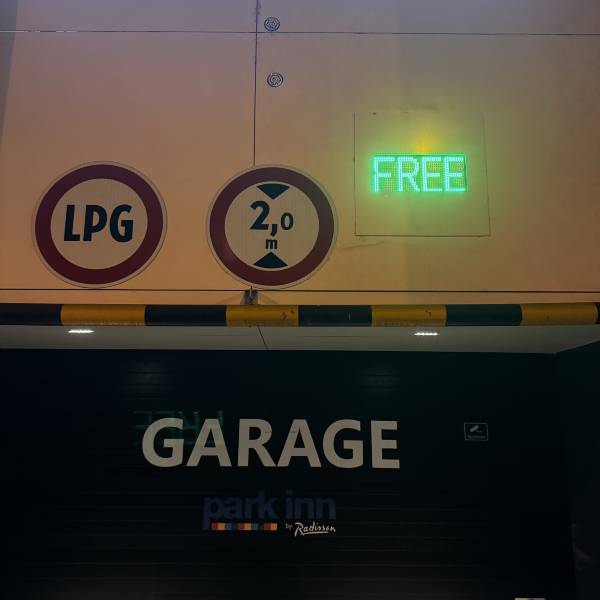 FREE
LPG
2,0
m
GARAGE
park inn
by Radisson